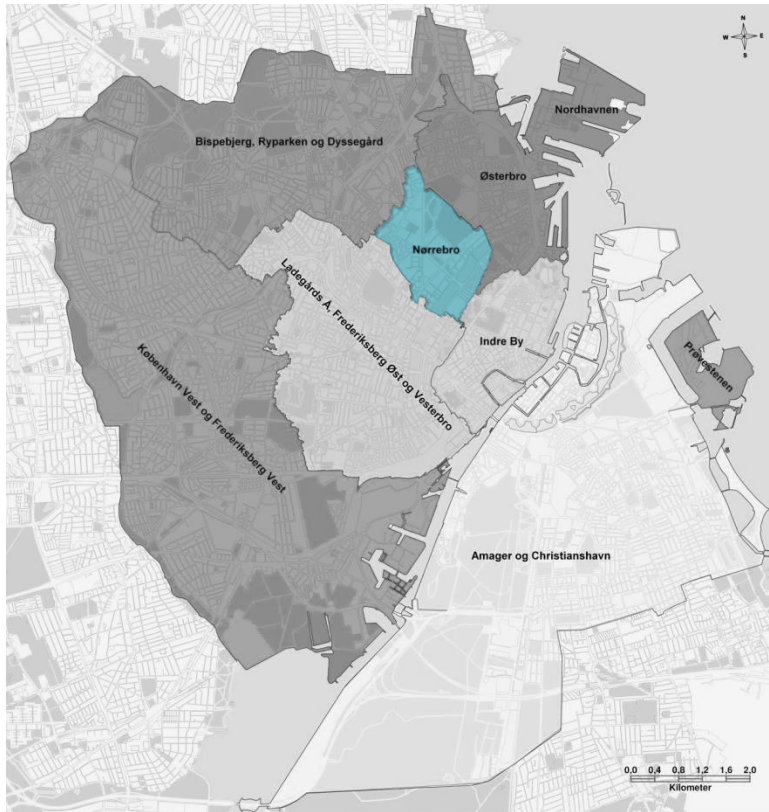 N
W E
S
Nordhavnen
Bispebjerg, Ryparken og Dyssegård
Østerbro
Nørrebro
Ladegårds Å, Frederiksberg Øst og Vesterbro
Indre By
Prøvestenen
København Vest og Frederiksberg Vest
Amager og Christianshavn
0,0 0,4 0,8 1,2 1,6 2,0
Kilometer